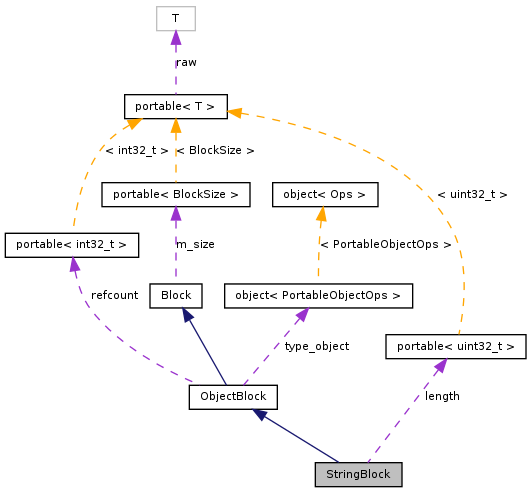 T
raw
portable< T >
< int32_t >
< BlockSize >
portable< BlockSize >
object< Ops >
< uint32_t >
portable< int32_t >
m_size
< PortableObjectOps >
refcount
Block
object< PortableObjectOps >
type_object
portable< uint32_t >
ObjectBlock
length
StringBlock